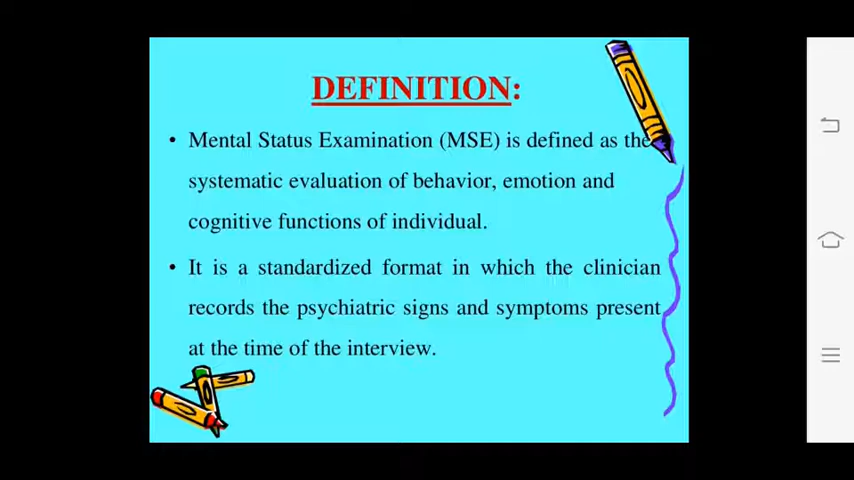 DEFINITION:
• Mental Status Examination (MSE) is defined as the
systematic evaluation of behavior, emotion and
cognitive functions of individual.
• It is a standardized format in which the clinician
records the psychiatric signs and symptoms present
at the time of the interview.